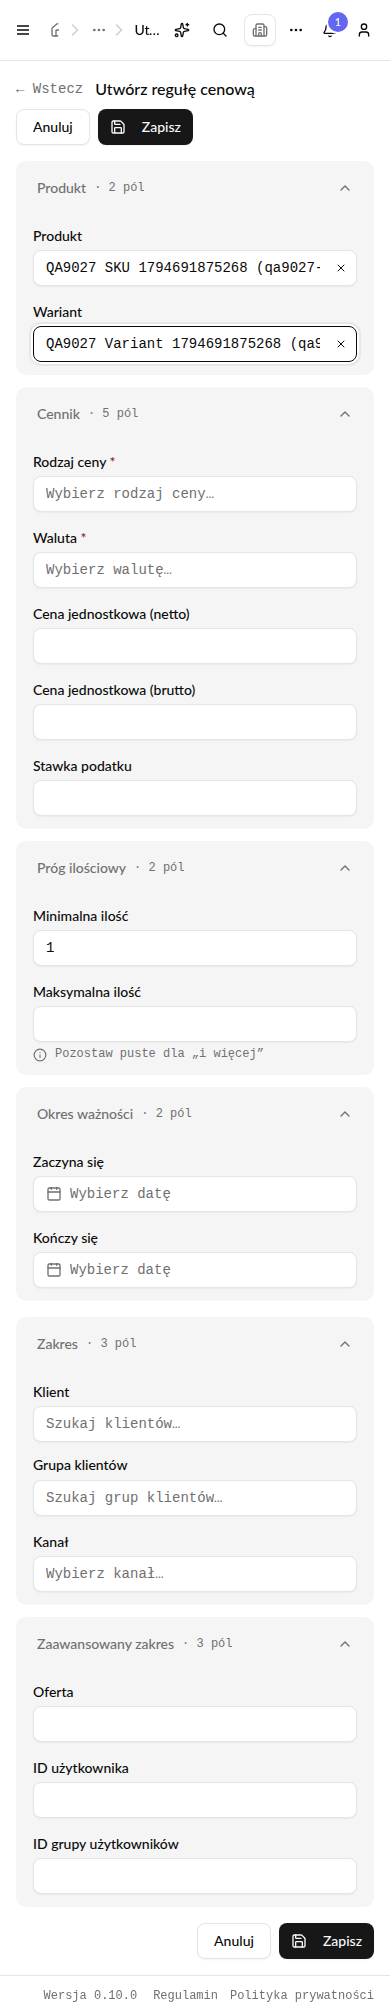 Ut...
1
← Wstecz Utwórz regułę cenową
Anuluj Zapisz
Produkt · 2 pól
Produkt
QA9027 SKU 1794691875268 (qa9027-
Wariant
QA9027 Variant 1794691875268 (qa9
Cennik · 5 pól
Rodzaj ceny *
Wybierz rodzaj ceny…
Waluta *
Wybierz walutę…
Cena jednostkowa (netto)
Cena jednostkowa (brutto)
Stawka podatku
Próg ilościowy · 2 pól
Minimalna ilość
1
Maksymalna ilość
Pozostaw puste dla „i więcej”
Okres ważności · 2 pól
Zaczyna się
Wybierz datę
Kończy się
Wybierz datę
Zakres · 3 pól
Klient
Szukaj klientów…
Grupa klientów
Szukaj grup klientów…
Kanał
Wybierz kanał…
Zaawansowany zakres · 3 pól
Oferta
ID użytkownika
ID grupy użytkowników
Anuluj Zapisz
Wersja 0.10.0 Regulamin Polityka prywatności